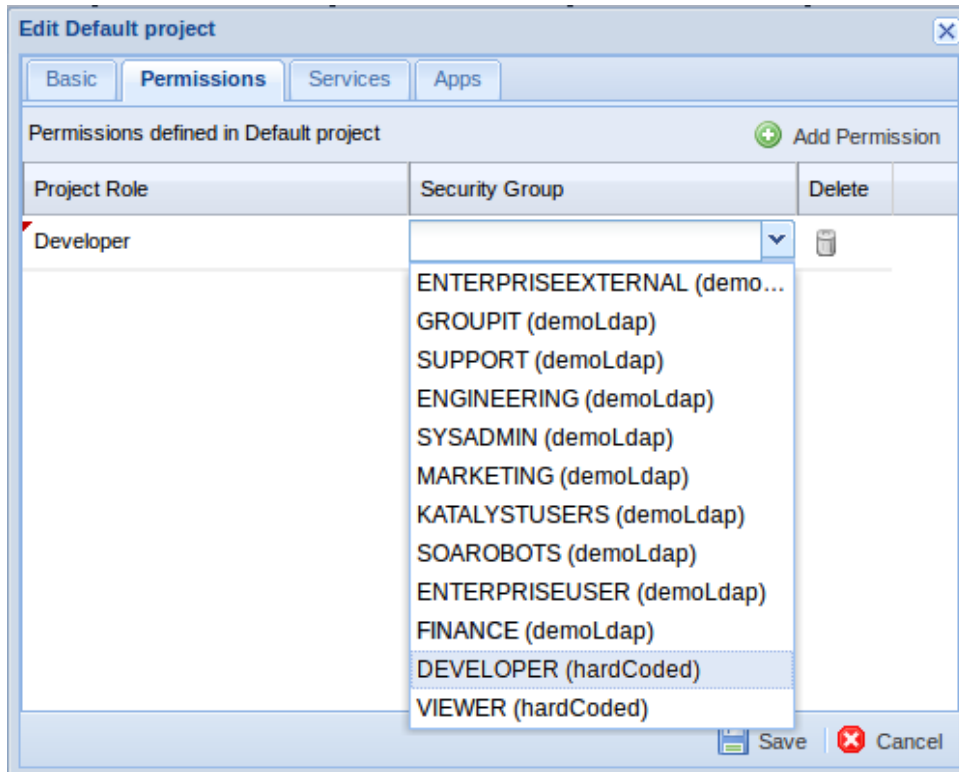 Edit Default project
Basic Permissions Services Apps
Permissions defined in Default project Add Permission
Project Role Security Group Delete
Developer
ENTERPRISEEXTERNAL (demo...
GROUPIT (demoLdap)
SUPPORT (demoLdap)
ENGINEERING (demoLdap)
SYSADMIN (demoLdap)
MARKETING (demoLdap)
KATALYSTUSERS (demoLdap)
SOAROBOTS (demoLdap)
ENTERPRISEUSER (demoLdap)
FINANCE (demoLdap)
DEVELOPER (hardCoded)
VIEWER (hardCoded)
Save Cancel